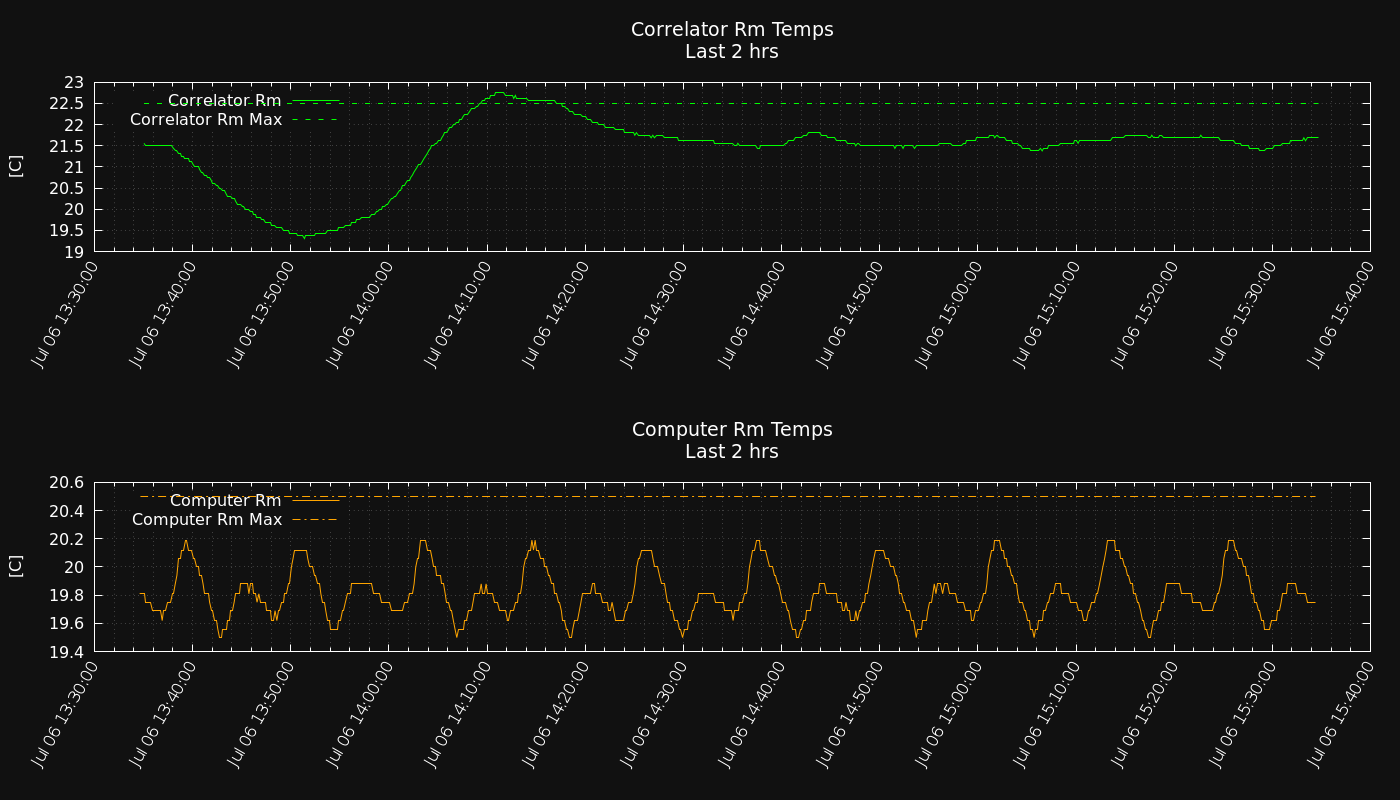 Correlator Rm Temps
Last 2 hrs
23
22.5
22
21.5
21
20.5
20
19.5
19
[C]
Correlator Rm
Correlator Rm Max
Jul 06 13:30:00
Jul 06 13:40:00
Jul 06 13:50:00
Jul 06 14:00:00
Jul 06 14:10:00
Jul 06 14:20:00
Jul 06 14:30:00
Jul 06 14:40:00
Jul 06 14:50:00
Jul 06 15:00:00
Jul 06 15:10:00
Jul 06 15:20:00
Jul 06 15:30:00
Jul 06 15:40:00
Computer Rm Temps
Last 2 hrs
20.6
20.4
20.2
20
19.8
19.6
19.4
[C]
Computer Rm
Computer Rm Max
Jul 06 13:30:00
Jul 06 13:40:00
Jul 06 13:50:00
Jul 06 14:00:00
Jul 06 14:10:00
Jul 06 14:20:00
Jul 06 14:30:00
Jul 06 14:40:00
Jul 06 14:50:00
Jul 06 15:00:00
Jul 06 15:10:00
Jul 06 15:20:00
Jul 06 15:30:00
Jul 06 15:40:00